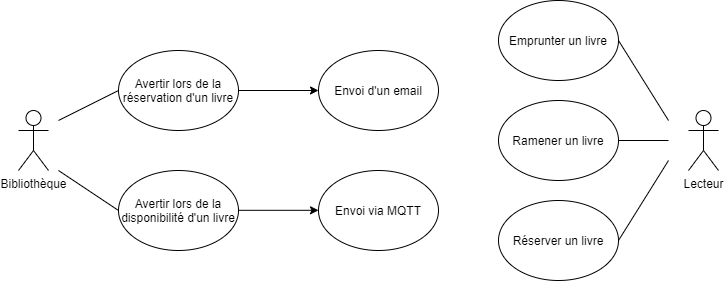 Emprunter un livre
Avertir lors de la
réservation d'un livre
Envoi d'un email
Ramener un livre
Bibliothèque
Lecteur
Avertir lors de la
disponibilité d'un livre
Envoi via MQTT
Réserver un livre